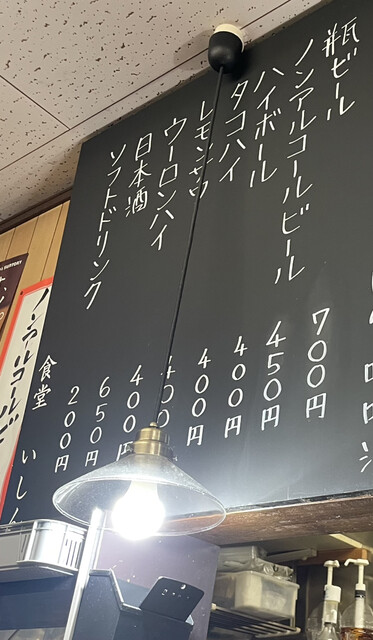 瓶ビール 700円
ノンアルコールビール 450円
ハイボール 400円
タコハイ 400円
レモンサワ 400
ウーロンハイ 400円
日本酒 650円
ソフトドリンク 200円
食堂 いし
ノンアルコールビ
SUNTORY